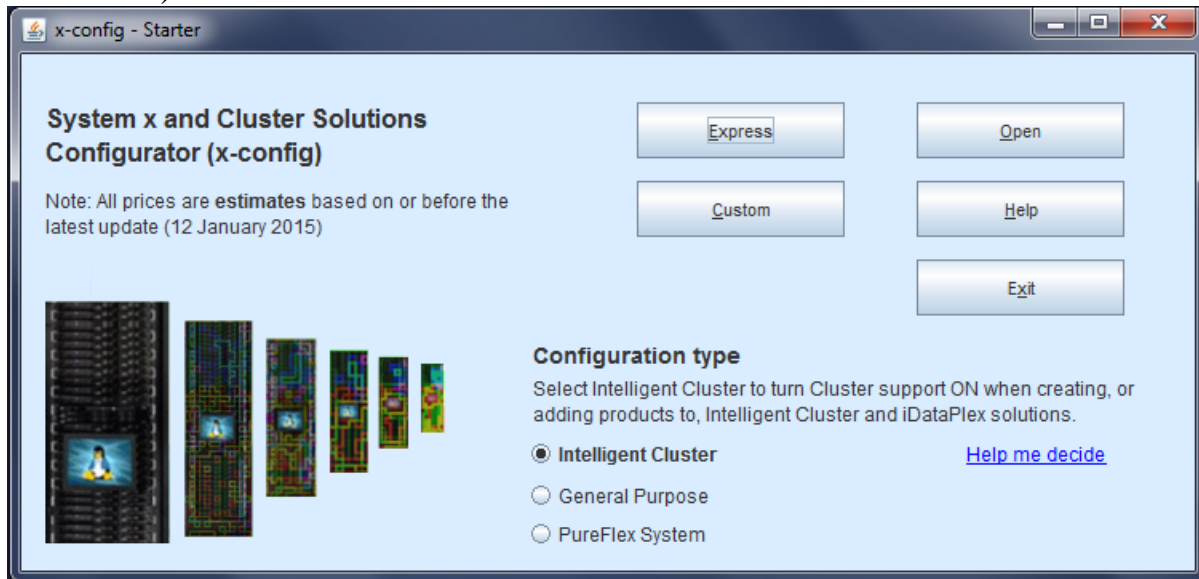 x-config - Starter
System x and Cluster Solutions
Configurator (x-config)
Note: All prices are estimates based on or before the
latest update (12 January 2015)
Express
Open
Custom
Help
Exit
Configuration type
Select Intelligent Cluster to turn Cluster support ON when creating, or
adding products to, Intelligent Cluster and iDataPlex solutions.
Intelligent Cluster
Help me decide
General Purpose
PureFlex System